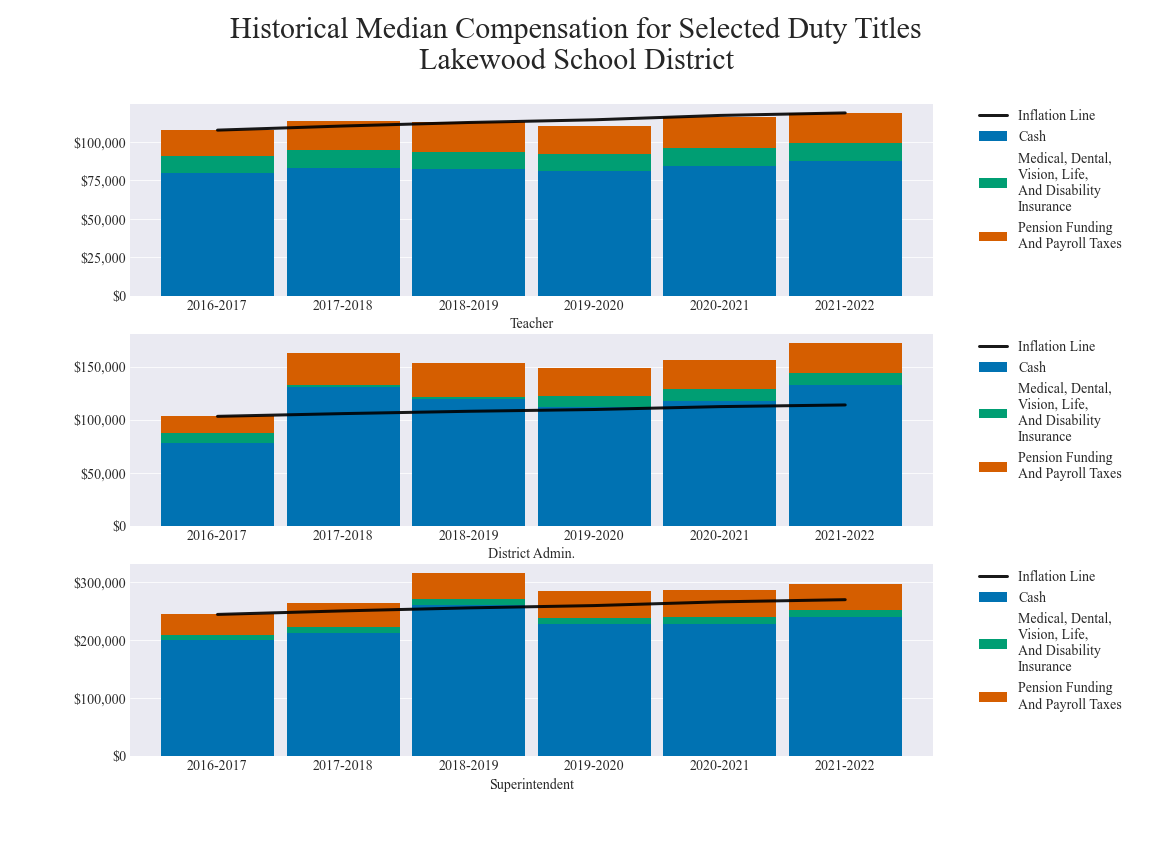 Historical Median Compensation for Selected Duty Titles
Lakewood School District
$100,000
$75,000
$50,000
$25,000
$0
2016-2017 2017-2018 2018-2019 2019-2020 2020-2021 2021-2022
Teacher
Inflation Line
Cash
Medical, Dental,
Vision, Life,
And Disability
Insurance
Pension Funding
And Payroll Taxes
$150,000
$100,000
$50,000
$0
2016-2017 2017-2018 2018-2019 2019-2020 2020-2021 2021-2022
District Admin.
Inflation Line
Cash
Medical, Dental,
Vision, Life,
And Disability
Insurance
Pension Funding
And Payroll Taxes
$300,000
$200,000
$100,000
$0
2016-2017 2017-2018 2018-2019 2019-2020 2020-2021 2021-2022
Superintendent
Inflation Line
Cash
Medical, Dental,
Vision, Life,
And Disability
Insurance
Pension Funding
And Payroll Taxes